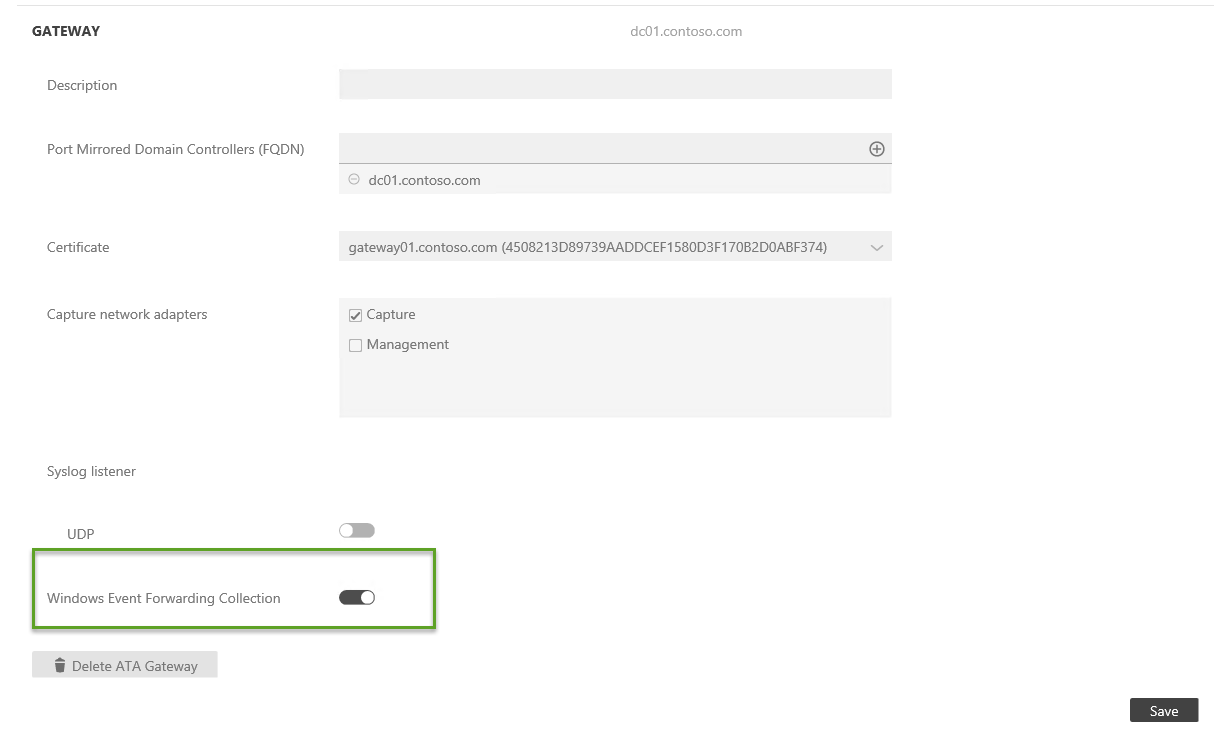 GATEWAY
dc01.contoso.com
Description
Port Mirrored Domain Controllers (FQDN)
dc01.contoso.com
Certificate
gateway01.contoso.com (4508213D89739AADDCEF1580D3F170B2D0ABF374)
Capture network adapters
Capture
Management
Syslog listener
UDP
Windows Event Forwarding Collection
Delete ATA Gateway
Save